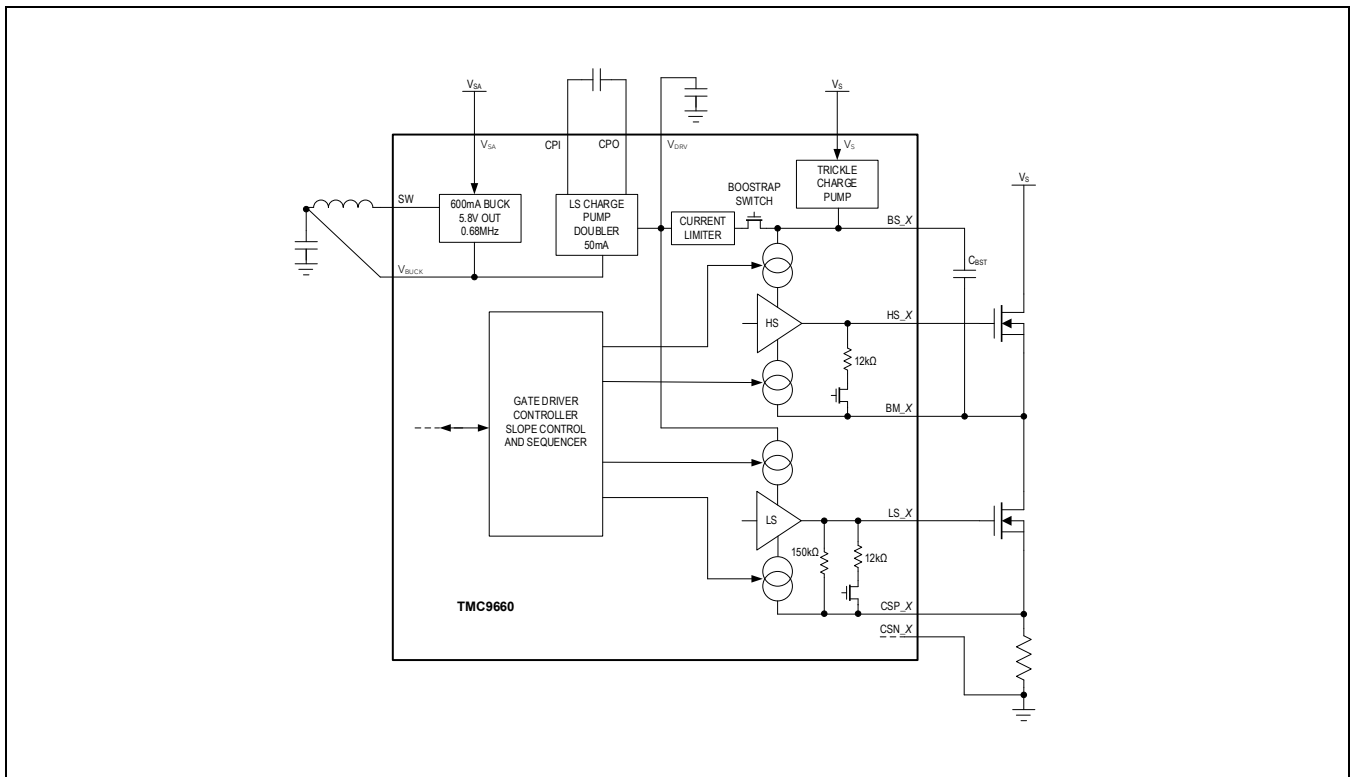 VSA
VS
VSA
CPI
CPO
VDRV
VS
TRICKLE
CHARGE
PUMP
VS
BOOSTRAP
SWITCH
SW
600mA BUCK
5.8V OUT
0.68MHz
LS CHARGE
PUMP
DOUBLER
50mA
CURRENT
LIMITER
BS_X
VBUCK
CBST
HS
HS_X
12kΩ
GATE DRIVER
CONTROLLER
SLOPE CONTROL
AND SEQUENCER
BM_X
LS
LS_X
150kΩ
12kΩ
TMC9660
CSP_X
CSN_X